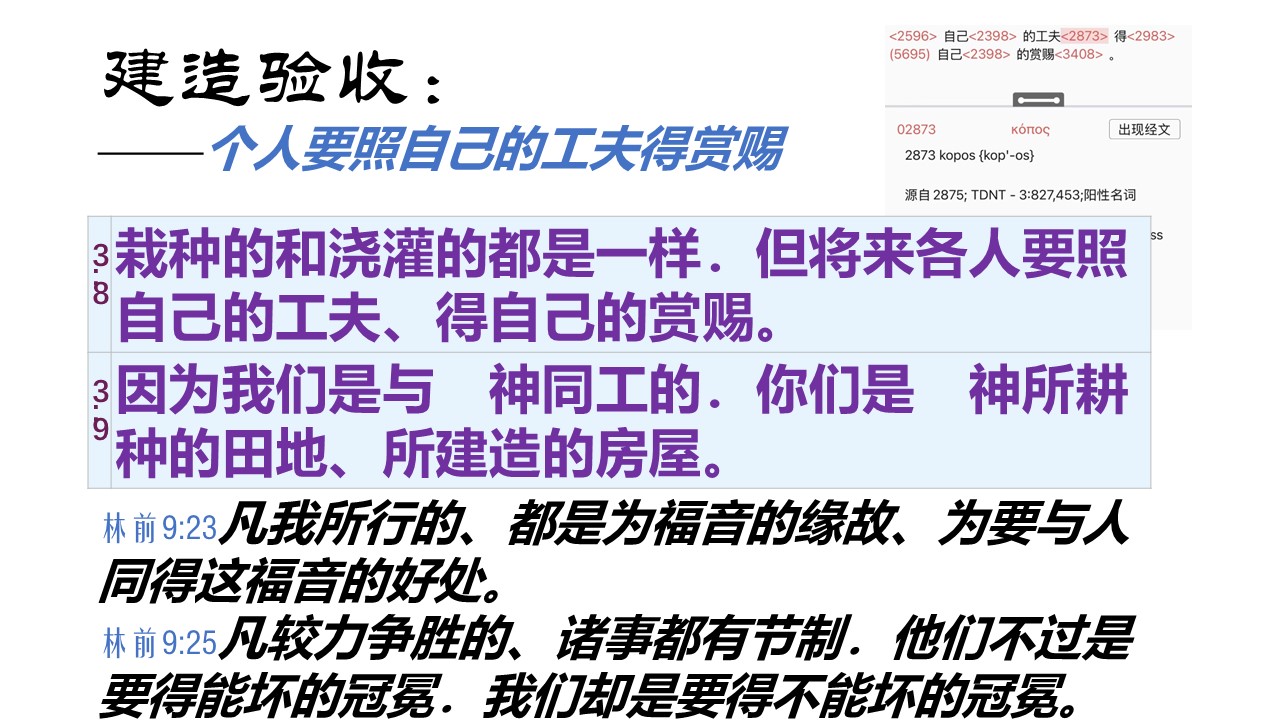 建造验收：
——个人要照自己的工夫得赏赐
<2596> 自己<2398> 的工夫<2873> 得<2983>
(5695) 自己<2398> 的赏赐<3408> 。
02873 κόπος 出现经文
2873 kopos {kop'-os}
源自 2875; TDNT - 3:827,453;阳性名词
ss
3:8 栽种的和浇灌的都是一样．但将来各人要照
自己的工夫、得自己的赏赐。
3:9 因为我们是与　神同工的．你们是　神所耕
种的田地、所建造的房屋。
林前9:23凡我所行的、都是为福音的缘故、为要与人
同得这福音的好处。
林前9:25凡较力争胜的、诸事都有节制．他们不过是
要得能坏的冠冕．我们却是要得不能坏的冠冕。